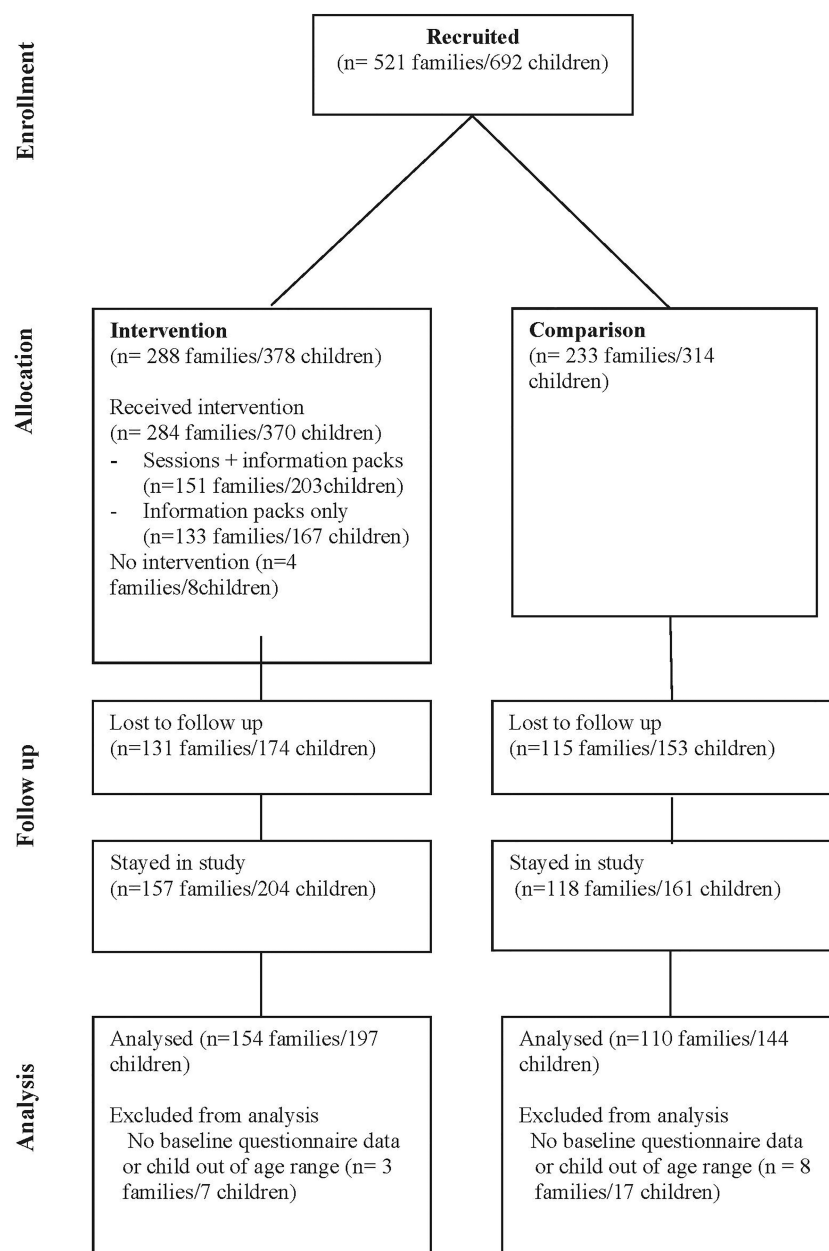 Enrollment
Recruited
(n= 521 families/692 children)
Allocation
Intervention
(n= 288 families/378 children)
Received intervention
(n= 284 families/370 children)
- Sessions + information packs
(n=151 families/203children)
- Information packs only
(n=133 families/167 children)
No intervention (n=4
families/8children)
Comparison
(n= 233 families/314
children)
Follow up
Lost to follow up
(n=131 families/174 children)
Lost to follow up
(n=115 families/153 children)
Stayed in study
(n=157 families/204 children)
Stayed in study
(n=118 families/161 children)
Analysis
Analysed (n=154 families/197
children)
Excluded from analysis
No baseline questionnaire data
or child out of age range (n= 3
families/7 children)
Analysed (n=110 families/144
children)
Excluded from analysis
No baseline questionnaire data
or child out of age range (n = 8
families/17 children)